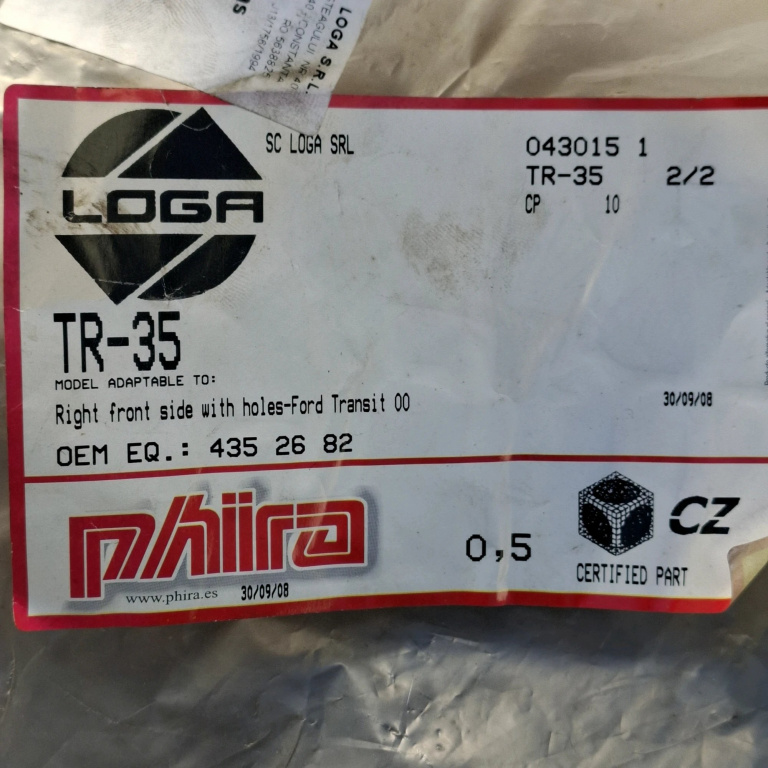 LOGA S.R.L.
CONSTANTA
LOGA
SC LOGA SRL
043015 1
TR-35 2/2
CP 10
TR-35
MODEL ADAPTABLE TO:
Right front side with holes-Ford Transit 00
30/09/08
OEM EQ.: 435 26 82
phira
www.phira.es 30/09/08
0,5
CZ
CERTIFIED PART